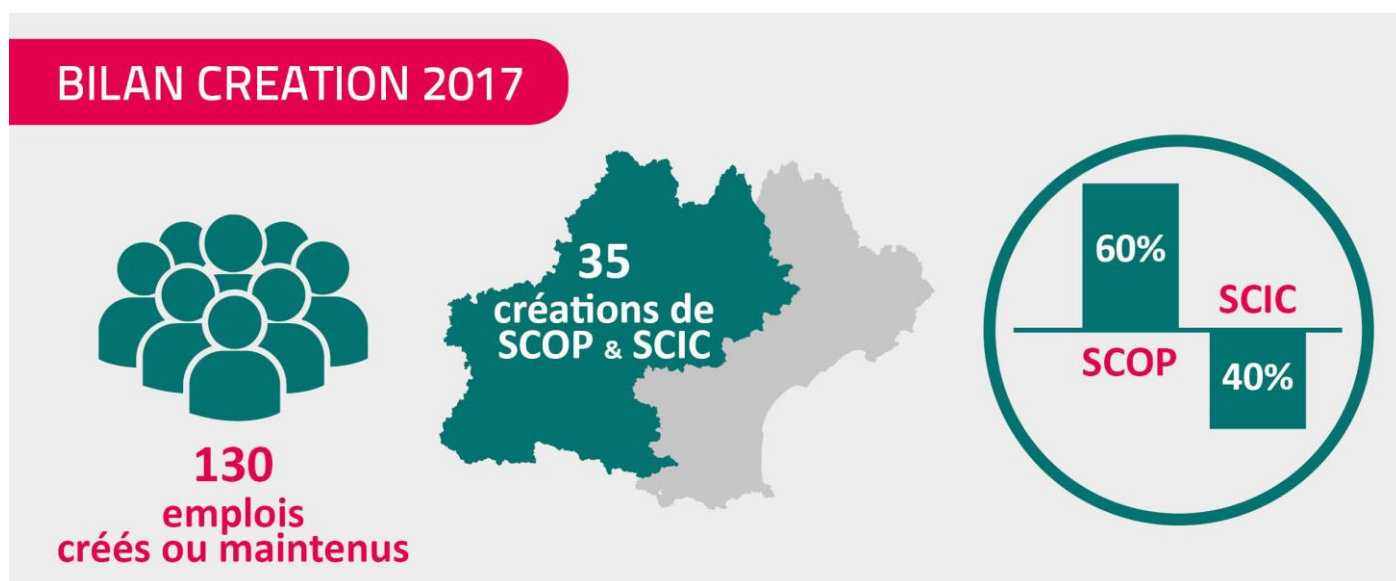 BILAN CREATION 2017
130
emplois
créés ou maintenus
35
créations de
SCOP & SCIC
60%
SCOP
SCIC
40%